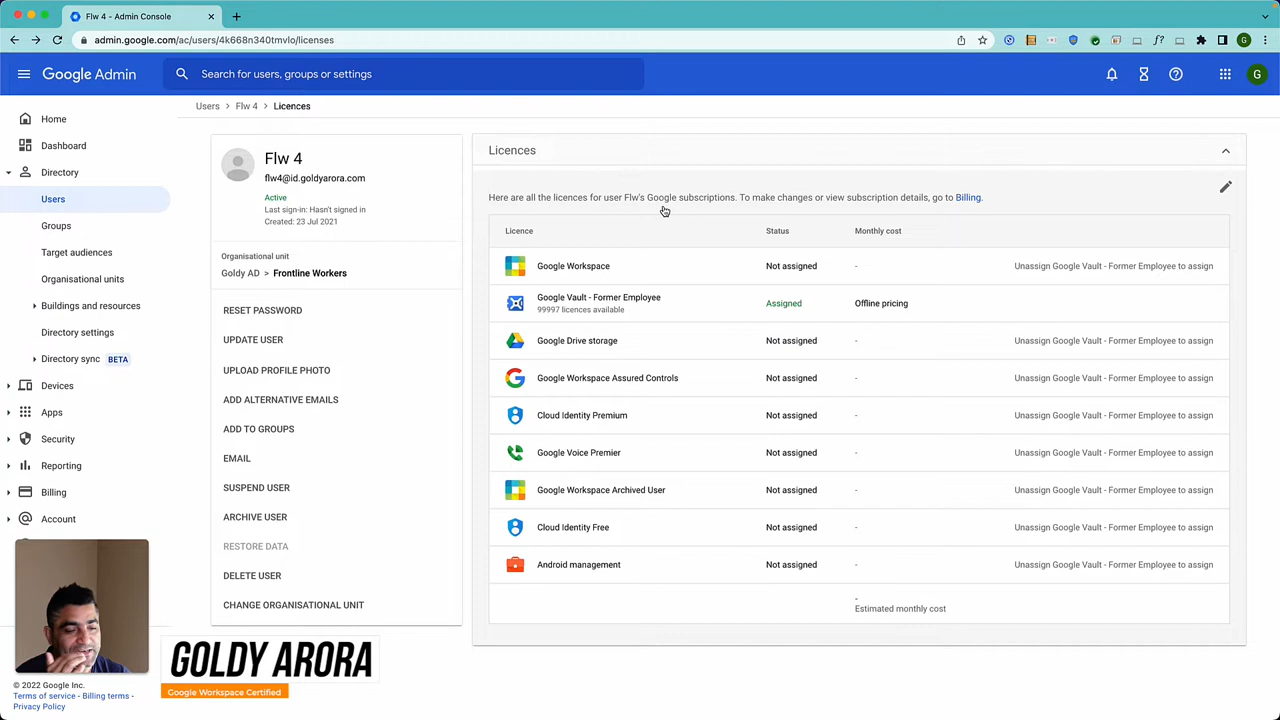 Flw 4 - Admin Console
admin.google.com/ac/users/4k668n340tmvlo/licenses
Google Admin
Search for users, groups or settings
G
Users > Flw 4 > Licences
Home
Dashboard
Directory
Users
Groups
Target audiences
Organisational units
Buildings and resources
Directory settings
Directory sync BETA
Devices
Apps
Security
Reporting
Billing
Account
Flw 4
flw4@id.goldyarora.com
Active
Last sign-in: Hasn't signed in
Created: 23 Jul 2021
Organisational unit
Goldy AD > Frontline Workers
RESET PASSWORD
UPDATE USER
UPLOAD PROFILE PHOTO
ADD ALTERNATIVE EMAILS
ADD TO GROUPS
EMAIL
SUSPEND USER
ARCHIVE USER
RESTORE DATA
DELETE USER
CHANGE ORGANISATIONAL UNIT
Licences
Here are all the licences for user Flw's Google subscriptions. To make changes or view subscription details, go to Billing.
Licence Status Monthly cost
Google Workspace Not assigned - Unassign Google Vault - Former Employee to assign
Google Vault - Former Employee Assigned Offline pricing
99997 licences available
Google Drive storage Not assigned - Unassign Google Vault - Former Employee to assign
Google Workspace Assured Controls Not assigned - Unassign Google Vault - Former Employee to assign
Cloud Identity Premium Not assigned - Unassign Google Vault - Former Employee to assign
Google Voice Premier Not assigned - Unassign Google Vault - Former Employee to assign
Google Workspace Archived User Not assigned - Unassign Google Vault - Former Employee to assign
Cloud Identity Free Not assigned - Unassign Google Vault - Former Employee to assign
Android management Not assigned - Unassign Google Vault - Former Employee to assign
-
Estimated monthly cost
GOLDY ARORA
Google Workspace Certified
© 2022 Google Inc.
Terms of service - Billing terms -
Privacy Policy